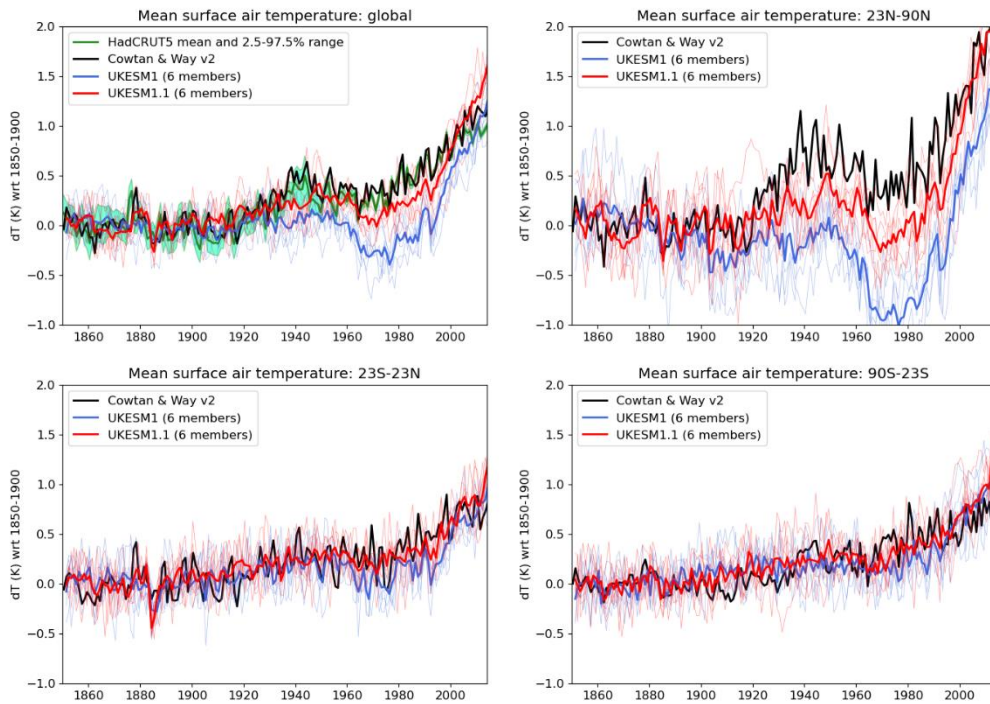 Mean surface air temperature: global
2.0
1.5
1.0
0.5
0.0
−0.5
−1.0
dT (K) wrt 1850-1900
HadCRUT5 mean and 2.5-97.5% range
Cowtan & Way v2
UKESM1 (6 members)
UKESM1.1 (6 members)
1860 1880 1900 1920 1940 1960 1980 2000
Mean surface air temperature: 23N-90N
2.0
1.5
1.0
0.5
0.0
−0.5
−1.0
dT (K) wrt 1850-1900
Cowtan & Way v2
UKESM1 (6 members)
UKESM1.1 (6 members)
1860 1880 1900 1920 1940 1960 1980 2000
Mean surface air temperature: 23S-23N
2.0
1.5
1.0
0.5
0.0
−0.5
−1.0
dT (K) wrt 1850-1900
Cowtan & Way v2
UKESM1 (6 members)
UKESM1.1 (6 members)
1860 1880 1900 1920 1940 1960 1980 2000
Mean surface air temperature: 90S-23S
2.0
1.5
1.0
0.5
0.0
−0.5
−1.0
dT (K) wrt 1850-1900
Cowtan & Way v2
UKESM1 (6 members)
UKESM1.1 (6 members)
1860 1880 1900 1920 1940 1960 1980 2000